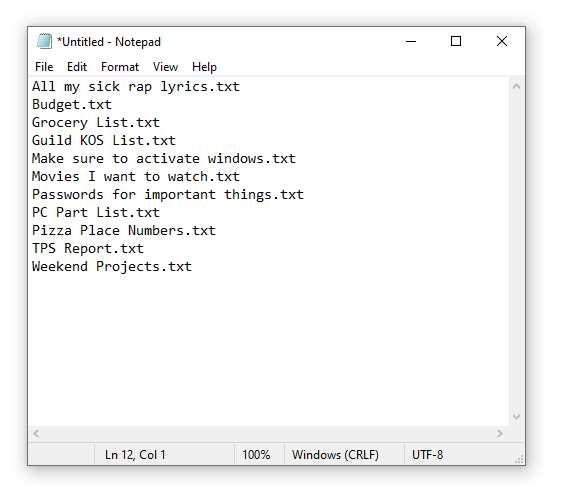 *Untitled - Notepad
File Edit Format View Help
All my sick rap lyrics.txt
Budget.txt
Grocery List.txt
Guild KOS List.txt
Make sure to activate windows.txt
Movies I want to watch.txt
Passwords for important things.txt
PC Part List.txt
Pizza Place Numbers.txt
TPS Report.txt
Weekend Projects.txt
Ln 12, Col 1 100% Windows (CRLF) UTF-8